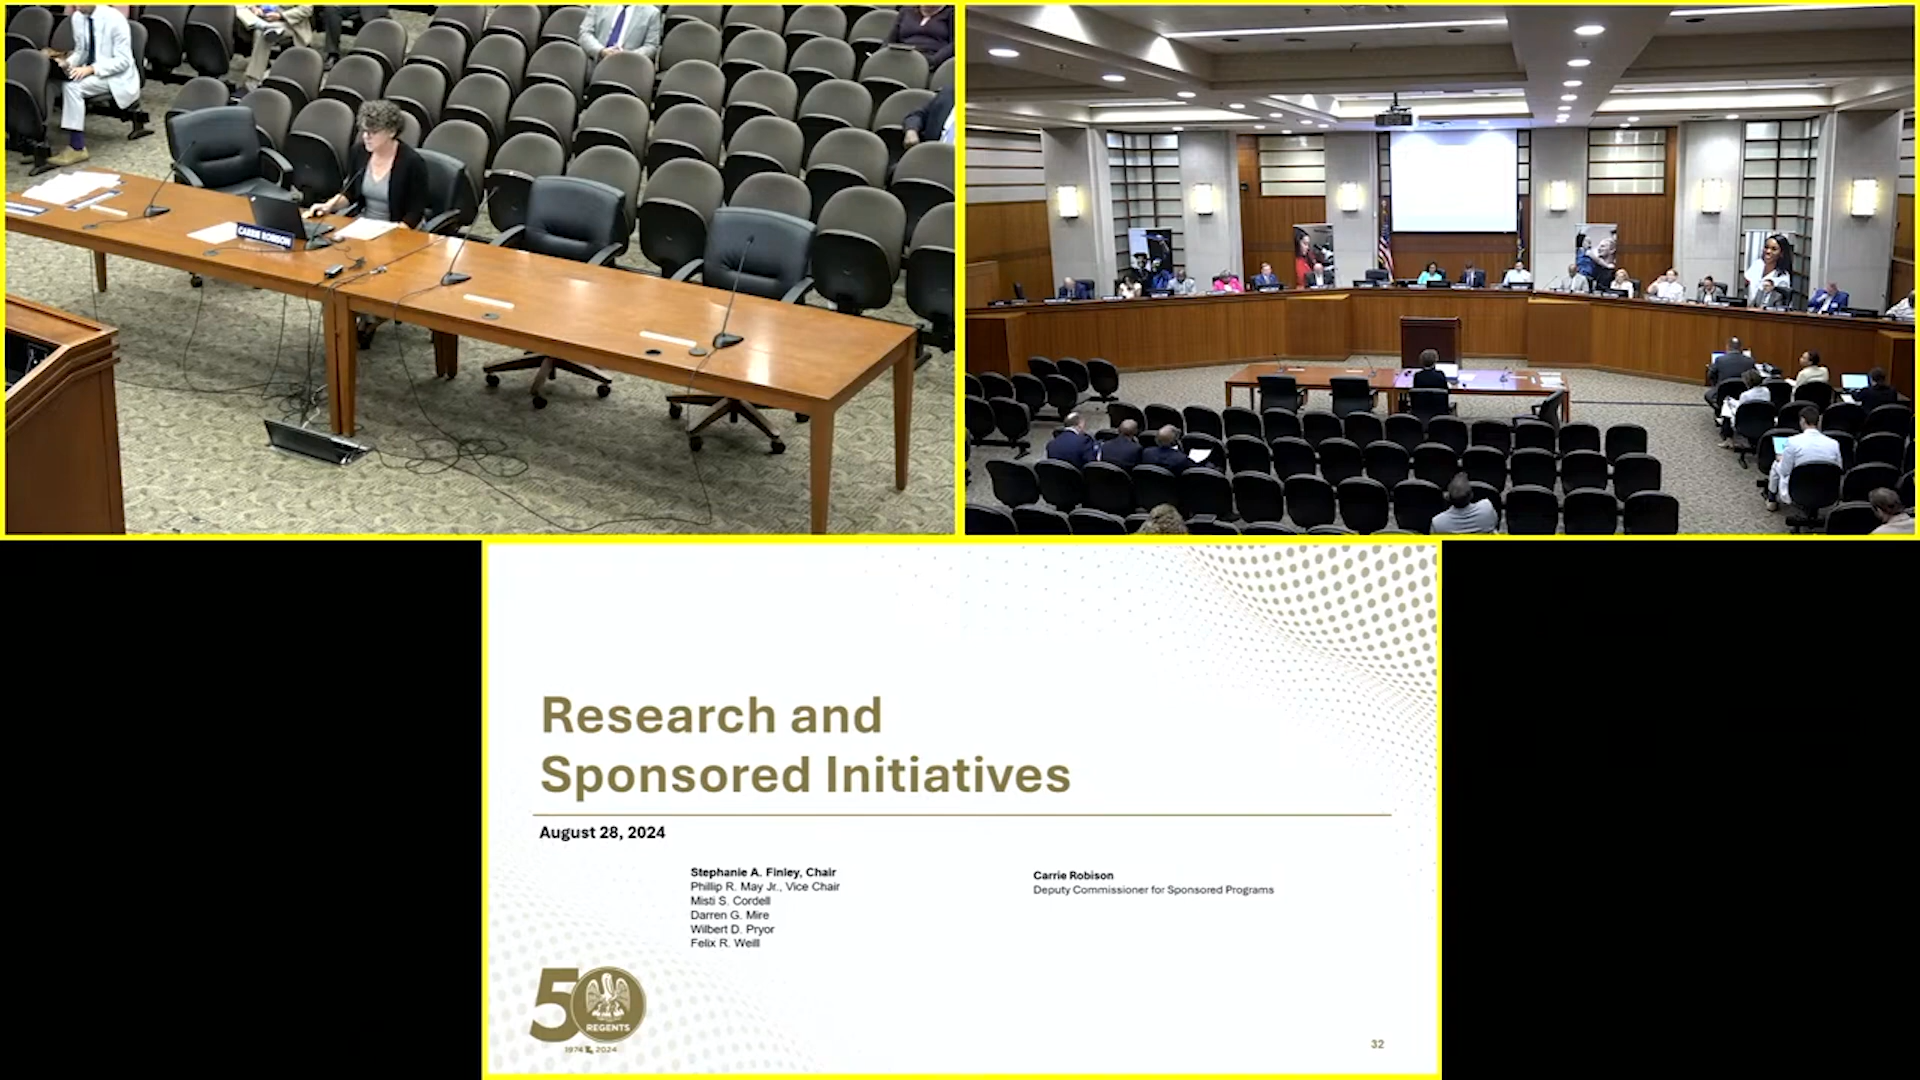 CARRIE ROBISON
Research and
Sponsored Initiatives
August 28, 2024
Stephanie A. Finley, Chair
Phillip R. May Jr., Vice Chair
Misti S. Cordell
Darren G. Mire
Wilbert D. Pryor
Felix R. Weill
Carrie Robison
Deputy Commissioner for Sponsored Programs
50
REGENTS
1974 2024
32